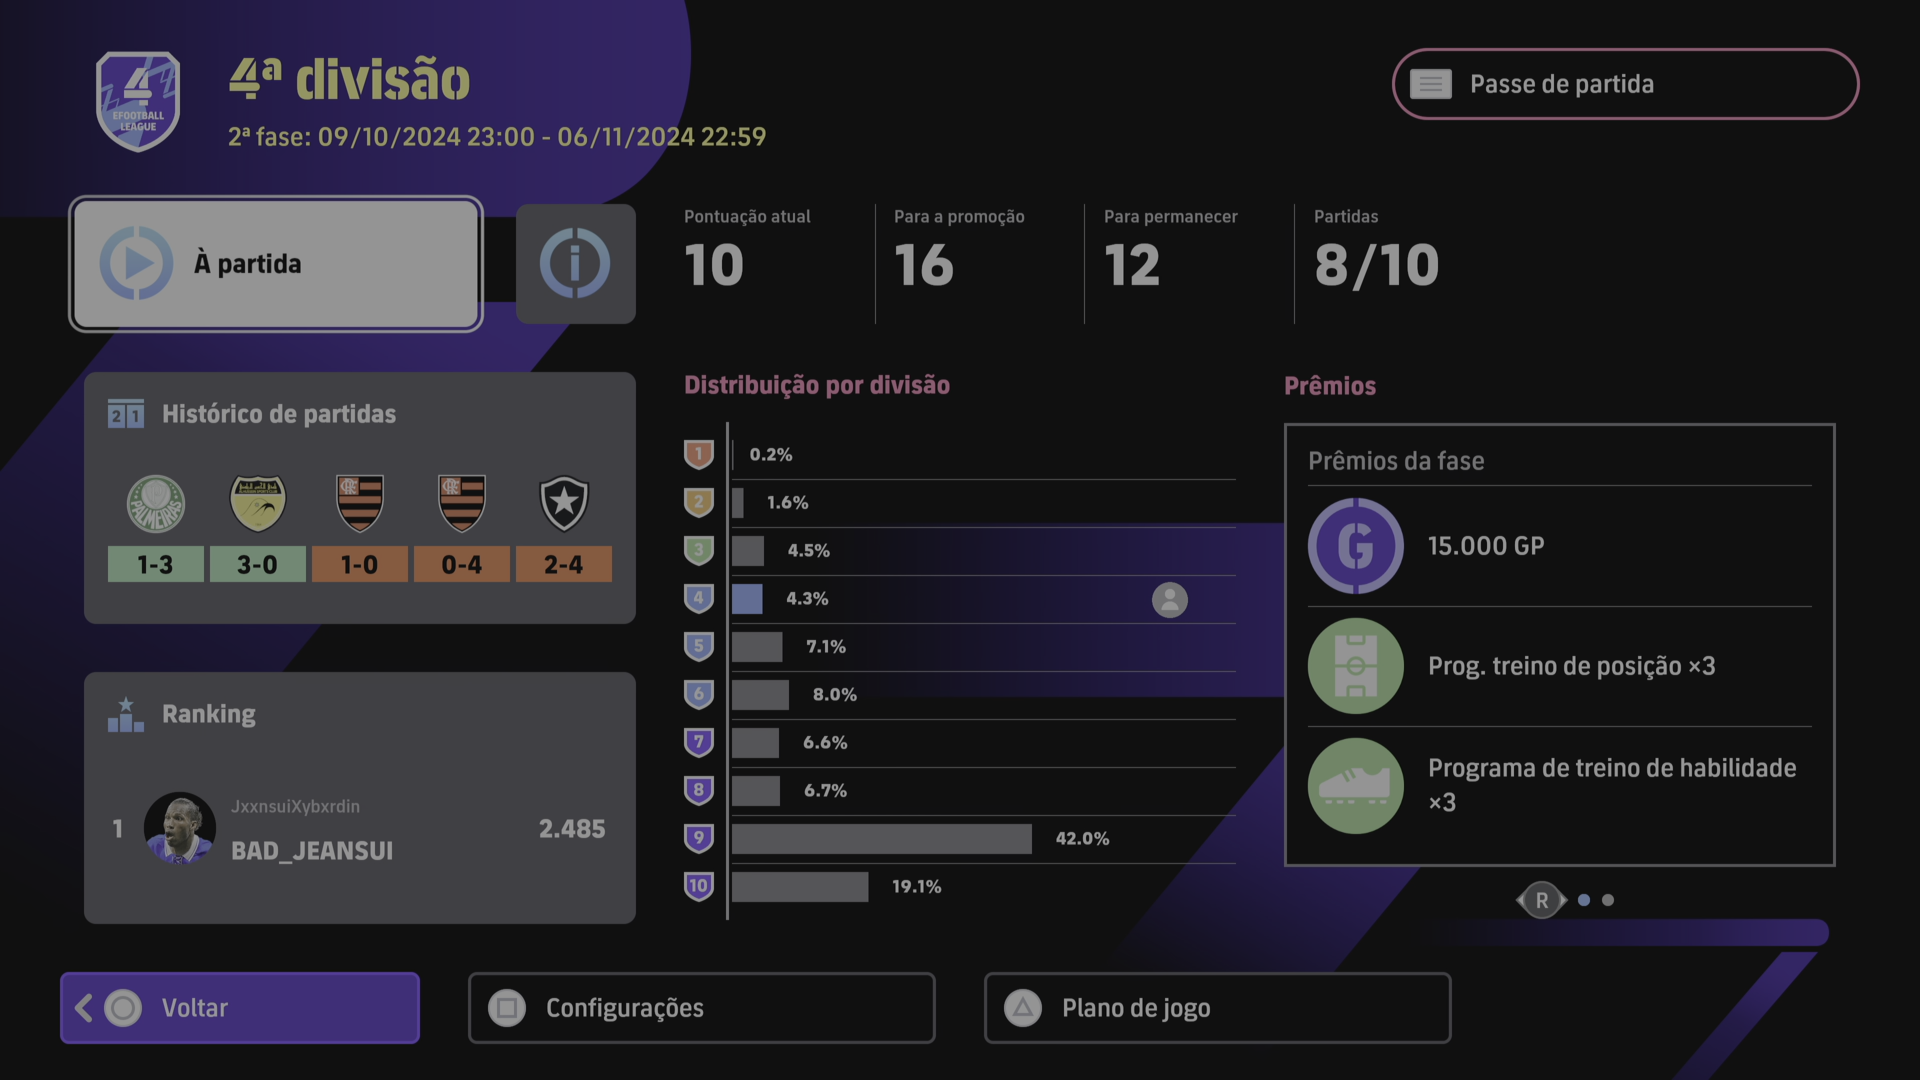 4ª divisão
2ª fase: 09/10/2024 23:00 - 06/11/2024 22:59
4
EFOOTBALL
LEAGUE
Passe de partida
À partida
Pontuação atual
10
Para a promoção
16
Para permanecer
12
Partidas
8/10
Histórico de partidas
PALMEIRAS
1-3
3-0
1-0
0-4
2-4
Ranking
1
JxxnsuiXybxrdin
BAD_JEANSUI
2.485
Distribuição por divisão
1 0.2%
2 1.6%
3 4.5%
4 4.3%
5 7.1%
6 8.0%
7 6.6%
8 6.7%
9 42.0%
10 19.1%
Prêmios
Prêmios da fase
G 15.000 GP
Prog. treino de posição ×3
Programa de treino de habilidade
×3
R
Voltar
Configurações
Plano de jogo